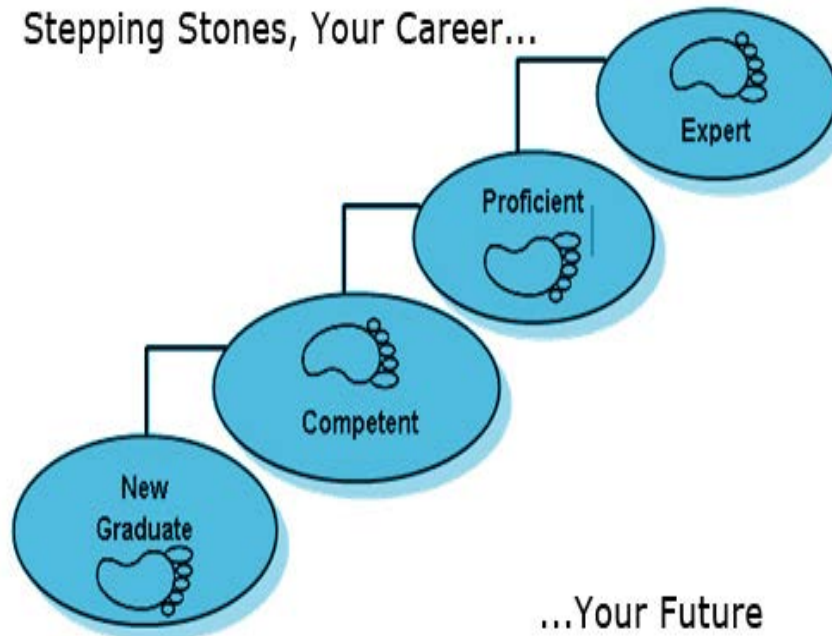 Stepping Stones, Your Career...
Expert
Proficient
Competent
New
Graduate
...Your Future